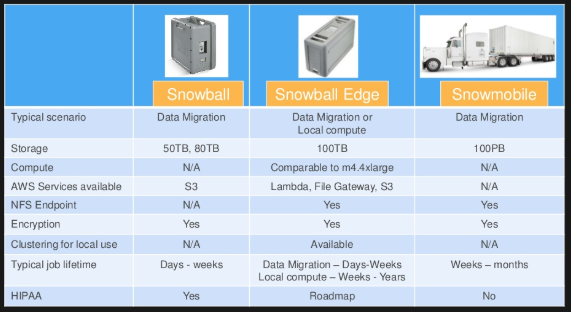 Snowball Snowball Edge Snowmobile
Typical scenario Data Migration Data Migration or Data Migration
Local compute
Storage 50TB, 80TB 100TB 100PB
Compute N/A Comparable to m4.4xlarge N/A
AWS Services available S3 Lambda, File Gateway, S3 N/A
NFS Endpoint N/A Yes Yes
Encryption Yes Yes Yes
Clustering for local use N/A Available N/A
Typical job lifetime Days - weeks Data Migration – Days-Weeks Weeks – months
Local compute – Weeks - Years
HIPAA Yes Roadmap No